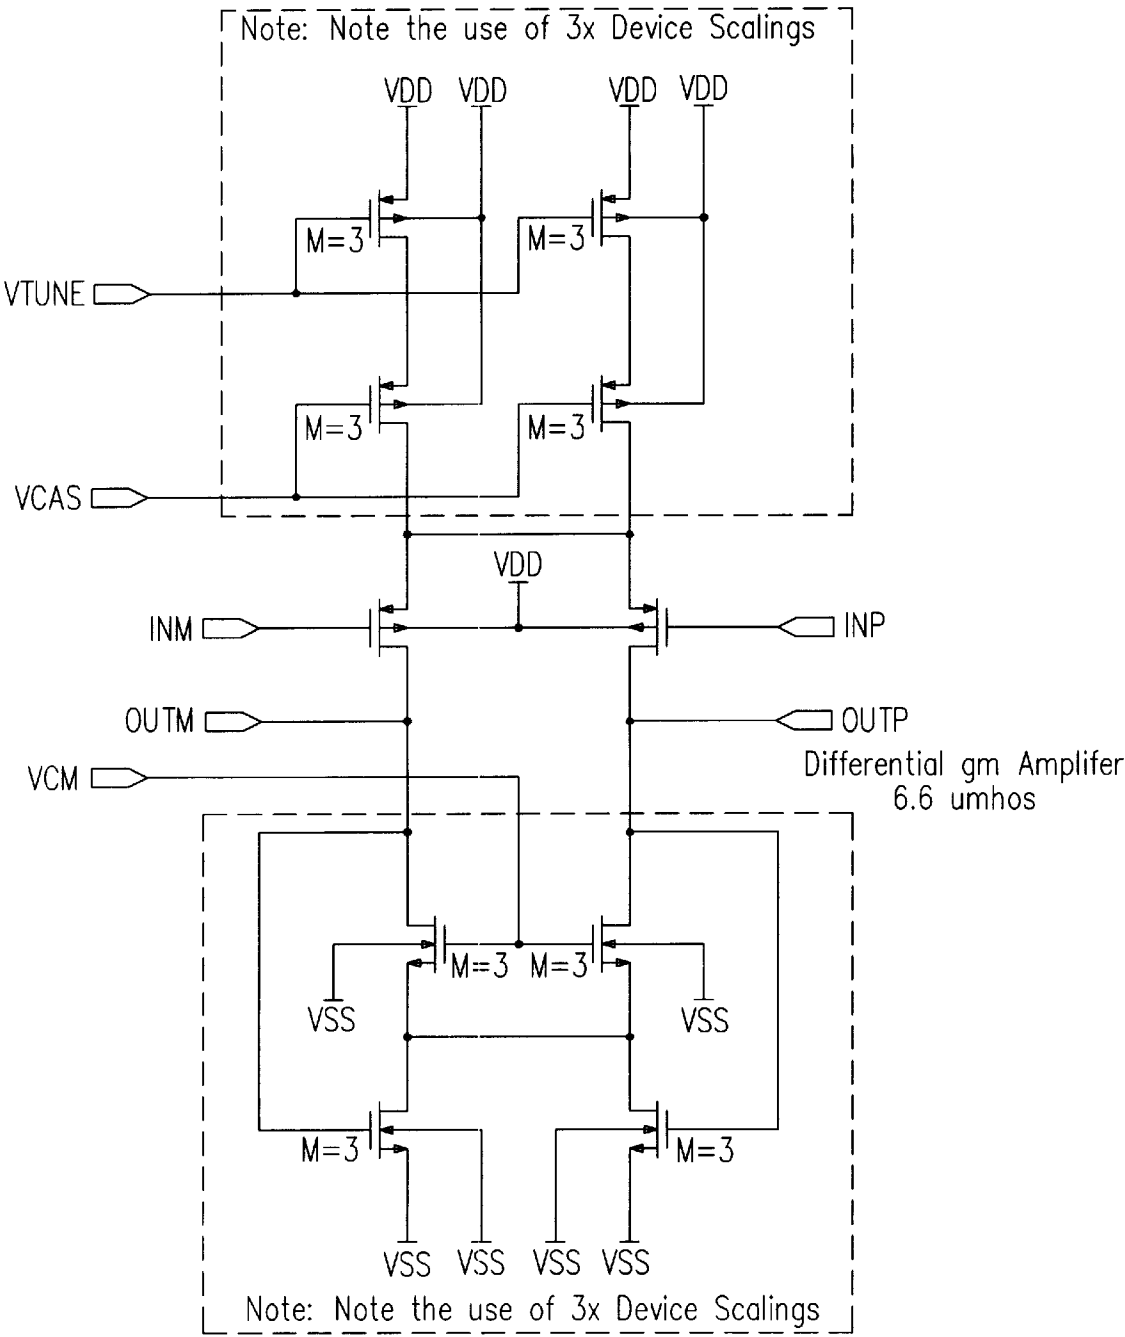 Note: Note the use of 3x Device Scalings
VDD VDD VDD VDD
M=3 M=3
VTUNE
M=3 M=3
VCAS
VDD
INM INP
OUTM OUTP
VCM
Differential gm Amplifer
6.6 umhos
M=3 M=3
VSS VSS
M=3 M=3
VSS VSS VSS VSS
Note: Note the use of 3x Device Scalings